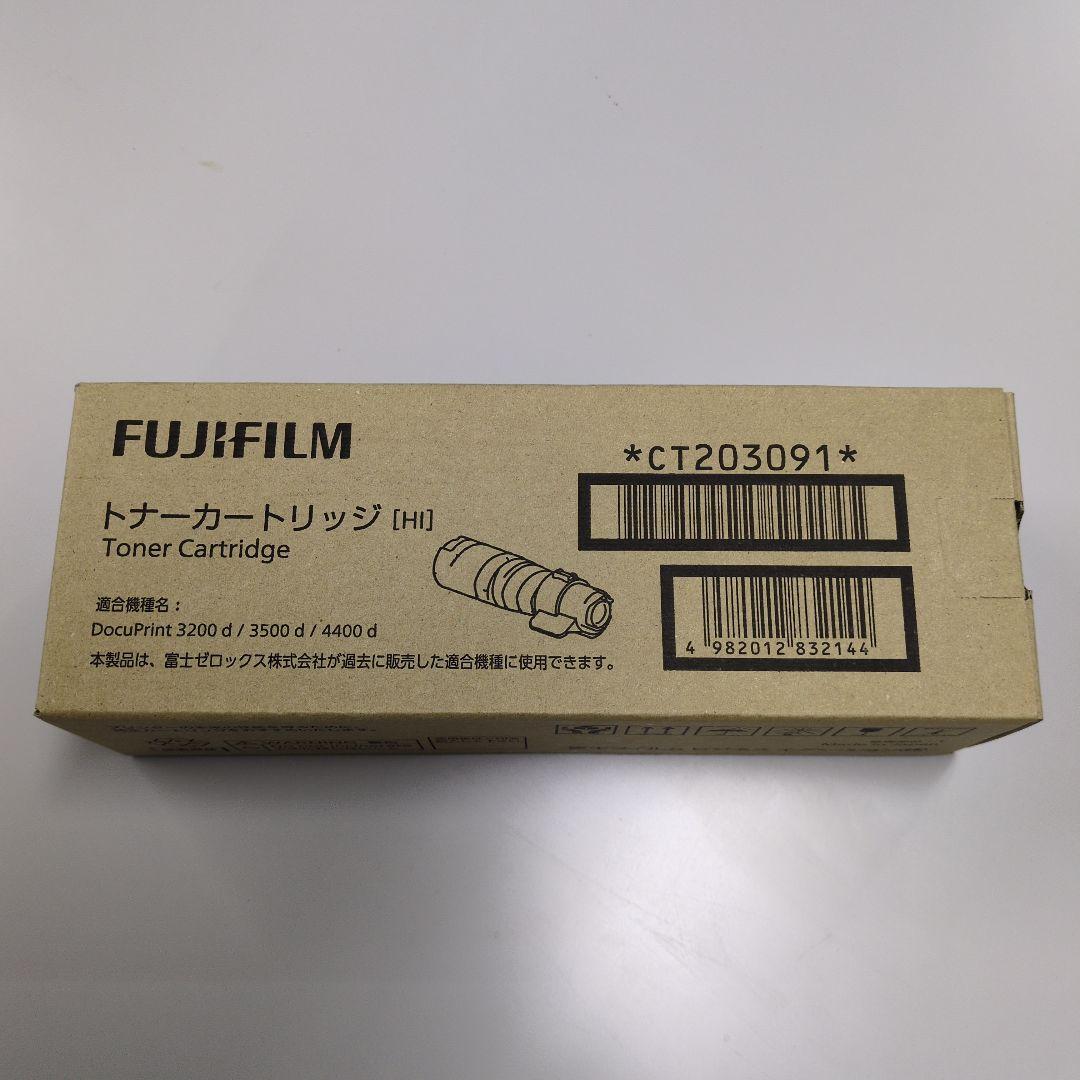 FUJIFILM
*CT203091*
トナーカートリッジ [HI]
Toner Cartridge
適合機種名：
DocuPrint 3200 d / 3500 d / 4400 d
4 982012 832144
本製品は、富士ゼロックス株式会社が過去に販売した適合機種に使用できます。